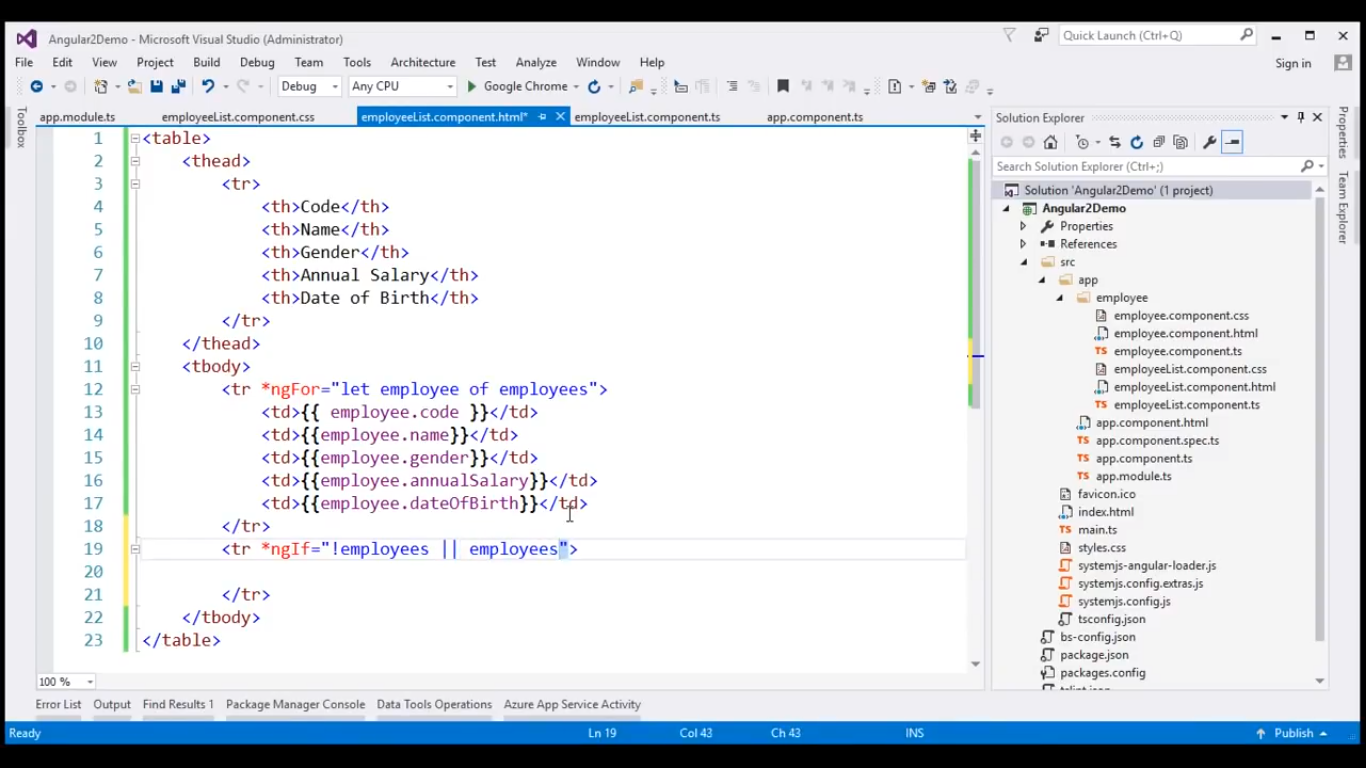 Angular2Demo - Microsoft Visual Studio (Administrator)
Quick Launch (Ctrl+Q)
File Edit View Project Build Debug Team Tools Architecture Test Analyze Window Help
Sign in
Debug Any CPU Google Chrome
app.module.ts employeeList.component.css employeeList.component.html* employeeList.component.ts app.component.ts
Toolbox
1 <table>
2 <thead>
3 <tr>
4 <th>Code</th>
5 <th>Name</th>
6 <th>Gender</th>
7 <th>Annual Salary</th>
8 <th>Date of Birth</th>
9 </tr>
10 </thead>
11 <tbody>
12 <tr *ngFor="let employee of employees">
13 <td>{{ employee.code }}</td>
14 <td>{{employee.name}}</td>
15 <td>{{employee.gender}}</td>
16 <td>{{employee.annualSalary}}</td>
17 <td>{{employee.dateOfBirth}}</td>
18 </tr>
19 <tr *ngIf="!employees || employees">
20
21 </tr>
22 </tbody>
23 </table>
100 %
Solution Explorer
Search Solution Explorer (Ctrl+;)
Solution 'Angular2Demo' (1 project)
Angular2Demo
Properties
References
src
app
employee
employee.component.css
employee.component.html
employee.component.ts
employeeList.component.css
employeeList.component.html
employeeList.component.ts
app.component.html
app.component.spec.ts
app.component.ts
app.module.ts
favicon.ico
index.html
main.ts
styles.css
systemjs-angular-loader.js
systemjs.config.extras.js
systemjs.config.js
tsconfig.json
bs-config.json
package.json
packages.config
Properties
Team Explorer
Error List Output Find Results 1 Package Manager Console Data Tools Operations Azure App Service Activity
Ready Ln 19 Col 43 Ch 43 INS Publish